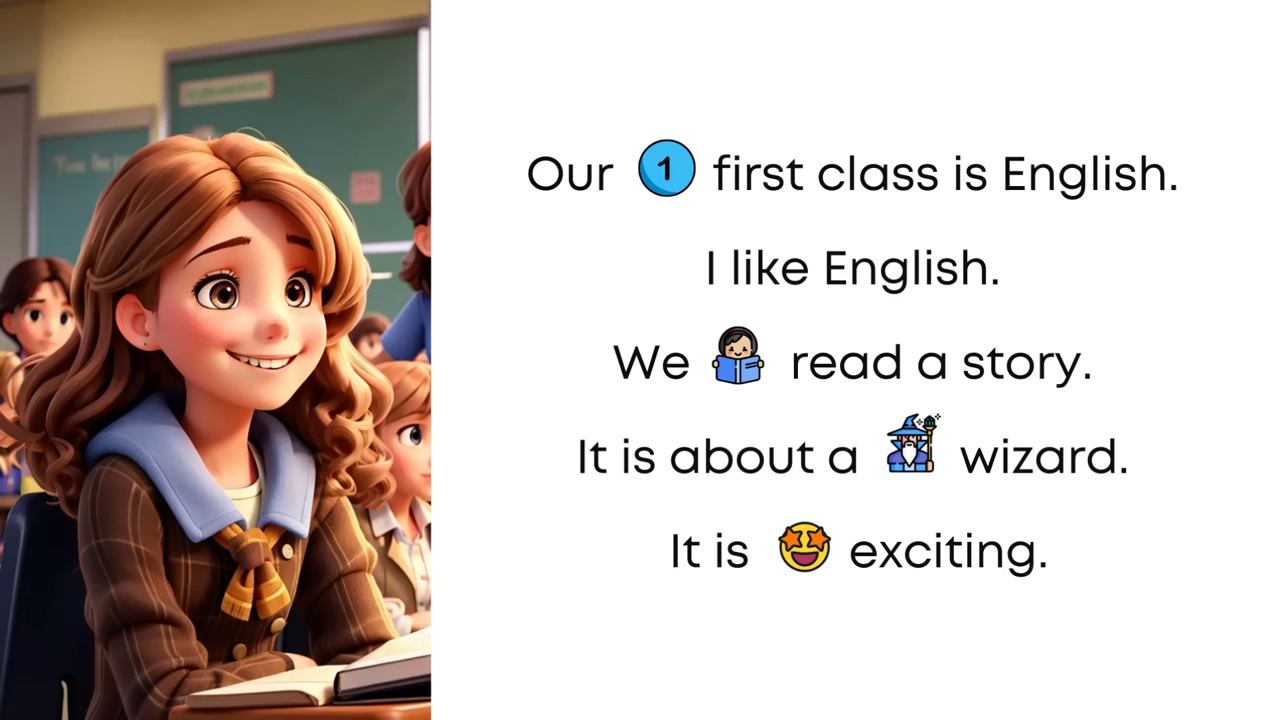 Our 1 first class is English.
I like English.
We read a story.
It is about a wizard.
It is exciting.